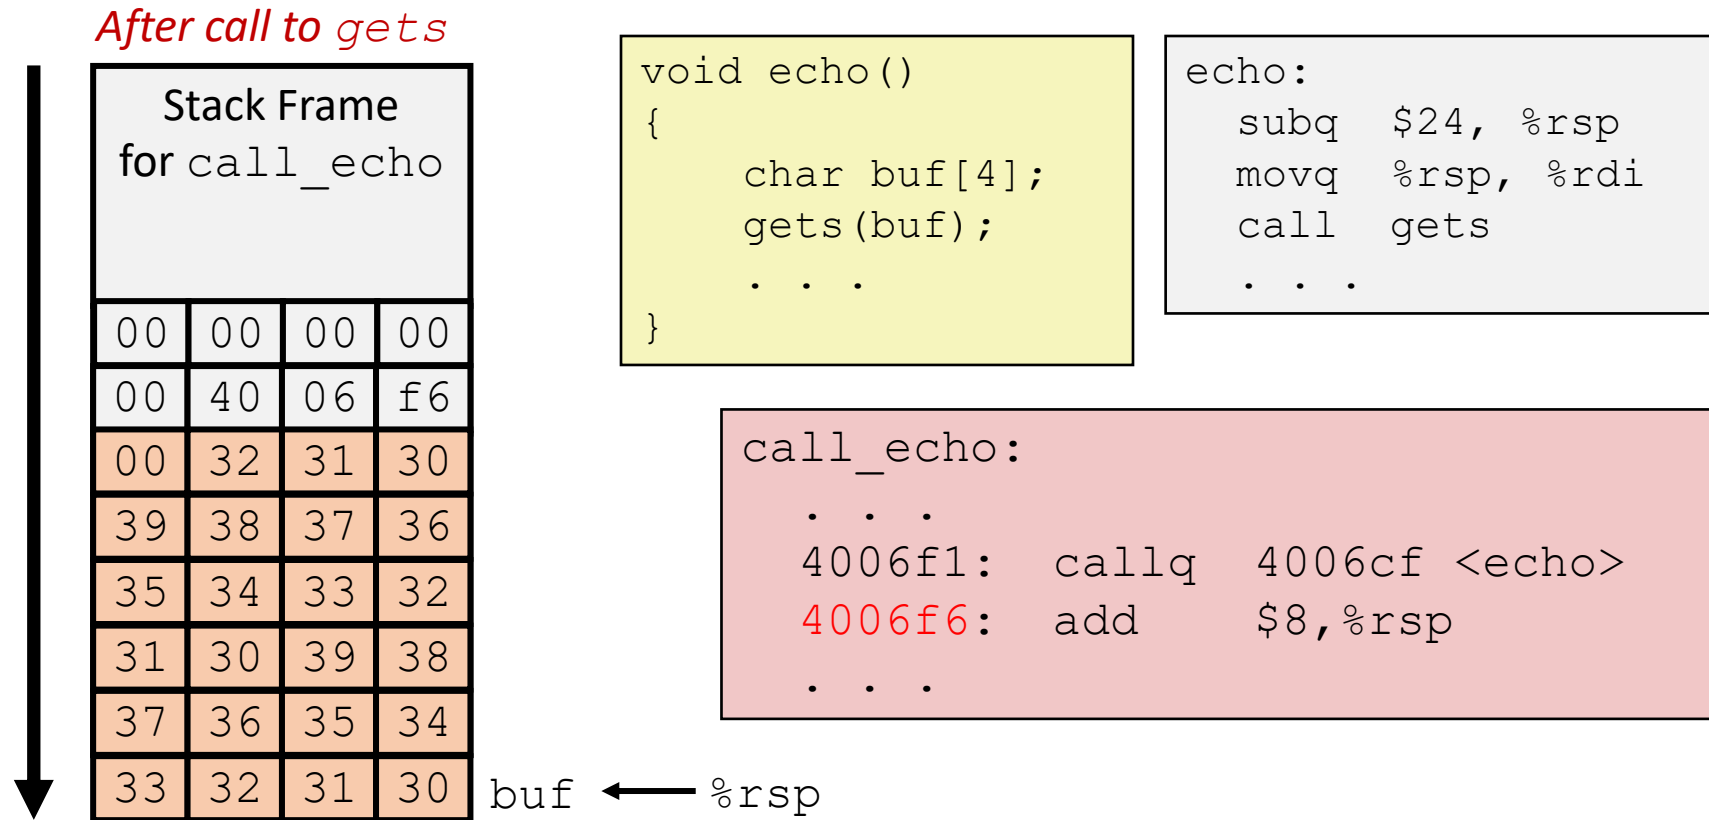 After call to gets
Stack Frame
for call_echo
00 00 00 00
00 40 06 f6
00 32 31 30
39 38 37 36
35 34 33 32
31 30 39 38
37 36 35 34
33 32 31 30
buf %rsp
void echo()
{
    char buf[4];
    gets(buf);
    . . .
}
echo:
  subq $24, %rsp
  movq %rsp, %rdi
  call gets
  . . .
call_echo:
  . . .
  4006f1: callq 4006cf <echo>
  4006f6: add $8,%rsp
  . . .